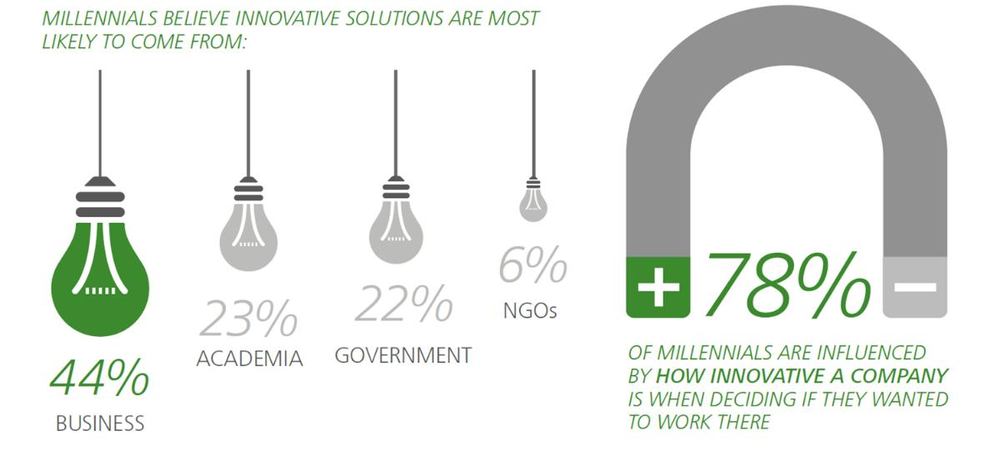 MILLENNIALS BELIEVE INNOVATIVE SOLUTIONS ARE MOST
LIKELY TO COME FROM:
44%
BUSINESS
23%
ACADEMIA
22%
GOVERNMENT
6%
NGOs
78%
OF MILLENNIALS ARE INFLUENCED
BY HOW INNOVATIVE A COMPANY
IS WHEN DECIDING IF THEY WANTED
TO WORK THERE